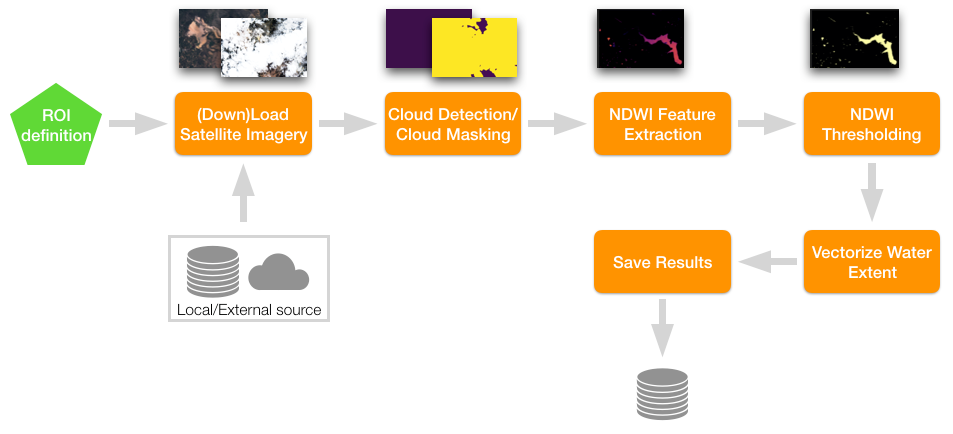 ROI
definition
(Down)Load
Satellite Imagery
Cloud Detection/
Cloud Masking
NDWI Feature
Extraction
NDWI
Thresholding
Local/External source
Save Results
Vectorize Water
Extent